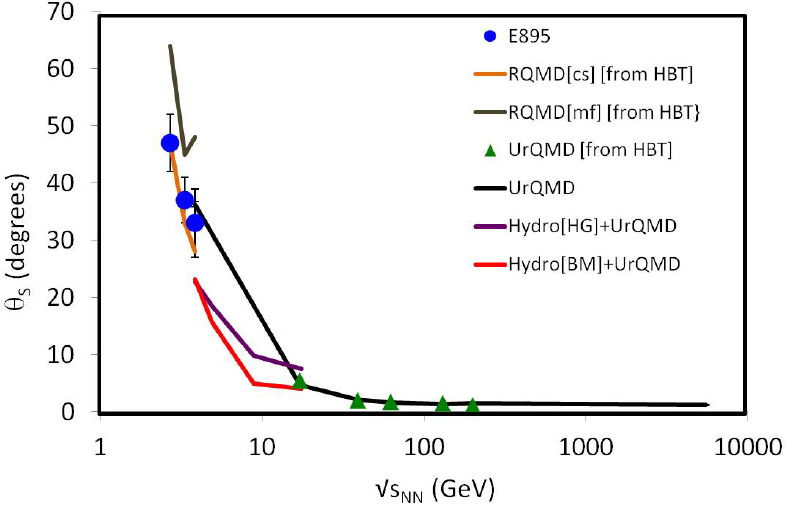 70
60
50
40
30
20
10
0
θS (degrees)
E895
RQMD[cs] [from HBT]
RQMD[mf] [from HBT}
UrQMD [from HBT]
UrQMD
Hydro[HG]+UrQMD
Hydro[BM]+UrQMD
1 10 100 1000 10000
√sNN (GeV)